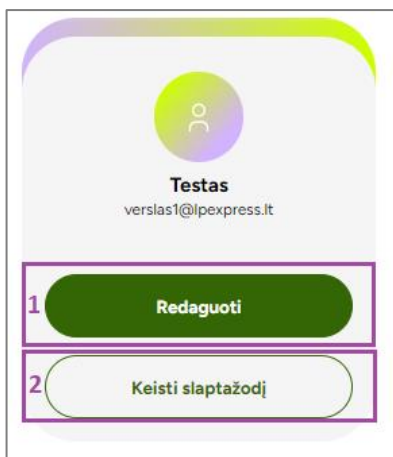 Testas
verslas1@lpexpress.lt
1
Redaguoti
2
Keisti slaptažodį